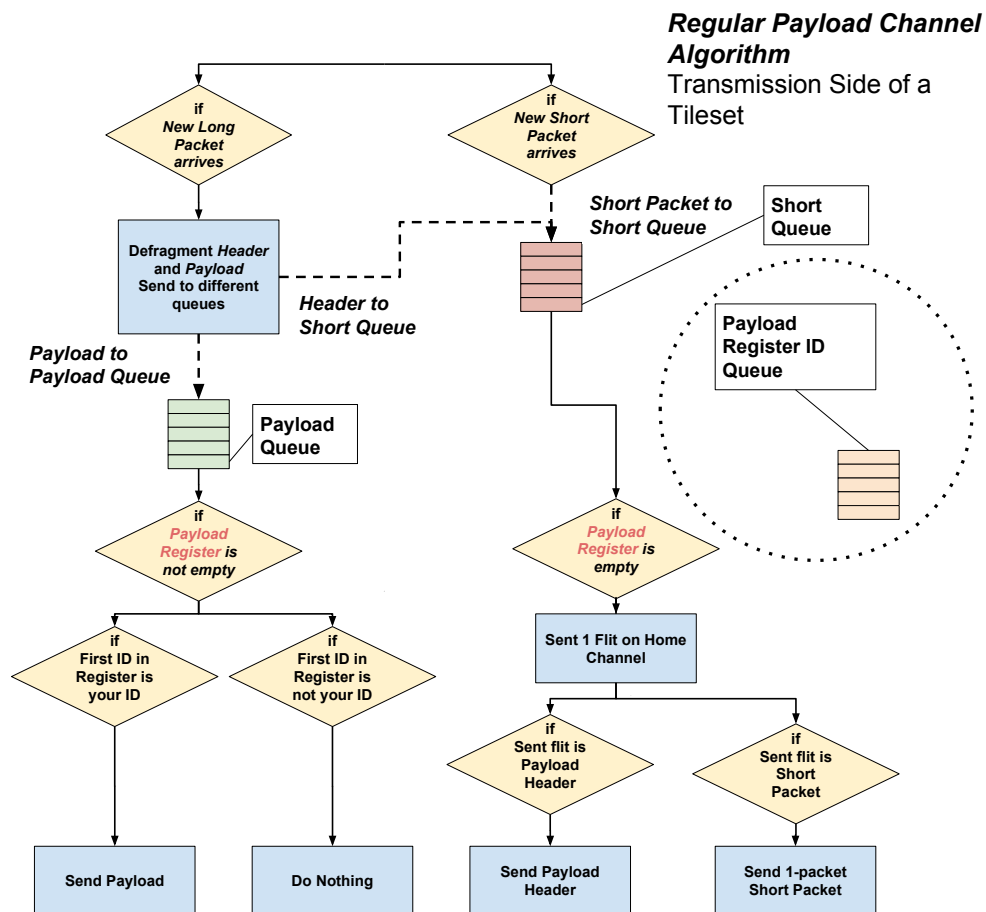 Regular Payload Channel
Algorithm
Transmission Side of a
Tileset
if
New Long
Packet
arrives
if
New Short
Packet
arrives
Short Packet to
Short Queue
Short
Queue
Defragment Header
and Payload
Send to different
queues
Header to
Short Queue
Payload
Register ID
Queue
Payload to
Payload Queue
Payload
Queue
if
Payload
Register is
not empty
if
Payload
Register is
empty
if
First ID in
Register is
your ID
if
First ID in
Register is
not your ID
Sent 1 Flit on Home
Channel
if
Sent flit is
Payload
Header
if
Sent flit is
Short
Packet
Send Payload
Do Nothing
Send Payload
Header
Send 1-packet
Short Packet